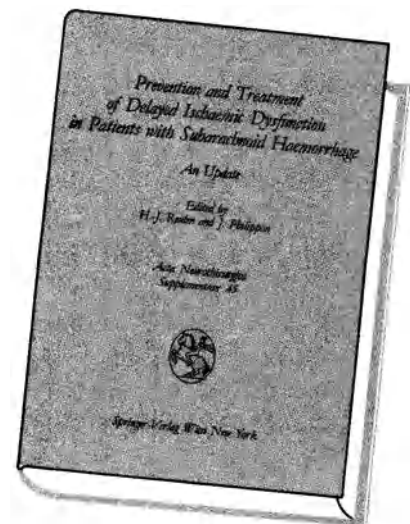 Prevention and Treatment
of Delayed Ischaemic Dysfunction
in Patients with Subarachnoid Haemorrhage
An Update
Edited by
H.-J. Reulen and J. Philippon
Acta Neurochirurgica
Supplementum 45
Springer-Verlag Wien New York